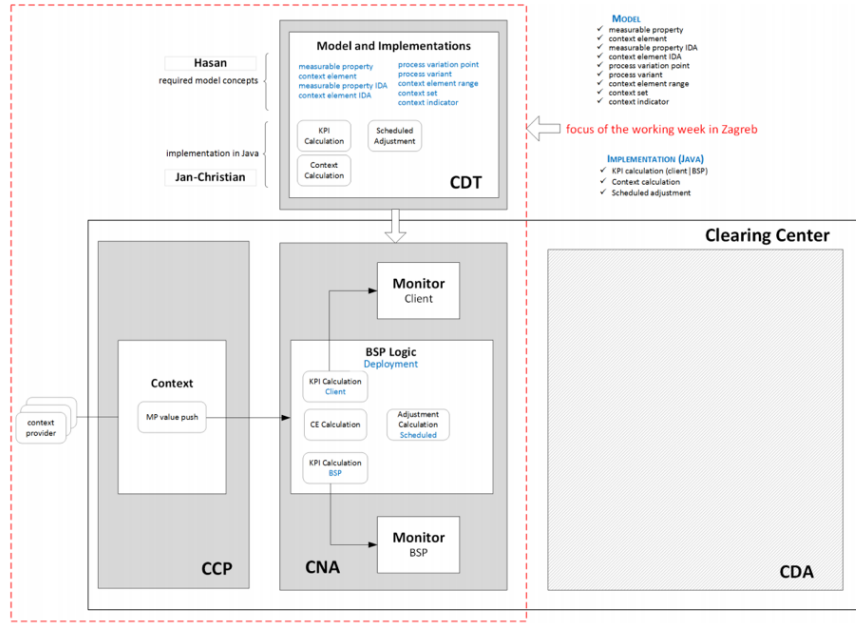 Hasan
required model concepts
implementation in Java
Jan-Christian
Model and Implementations
measurable property
context element
measurable property IDA
context element IDA
process variation point
process variant
context element range
context set
context indicator
KPI
Calculation
Scheduled
Adjustment
Context
Calculation
CDT
MODEL
✓ measurable property
✓ context element
✓ measurable property IDA
✓ context element IDA
✓ process variation point
✓ process variant
✓ context element range
✓ context set
✓ context indicator
focus of the working week in Zagreb
IMPLEMENTATION (JAVA)
✓ KPI calculation (client|BSP)
✓ Context calculation
✓ Scheduled adjustment
Clearing Center
context
provider
Context
MP value push
CCP
Monitor
Client
BSP Logic
Deployment
KPI Calculation
Client
CE Calculation
Adjustment
Calculation
Scheduled
KPI Calculation
BSP
Monitor
BSP
CNA
CDA